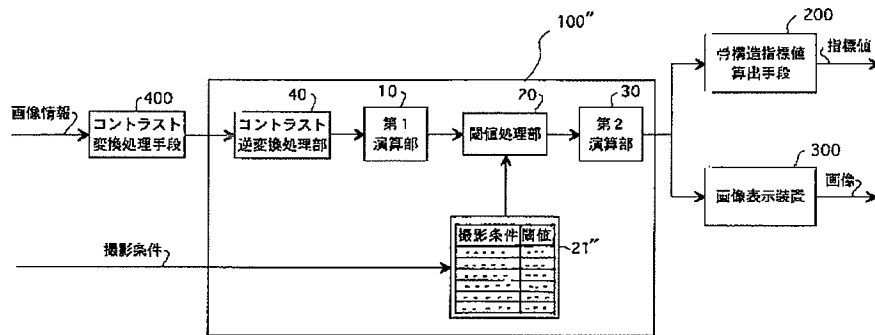 100"
200
骨構造指標値
算出手段
指標値
画像情報
400
コントラスト
変換処理手段
40
コントラスト
逆変換処理部
10
第1
演算部
20
閾値処理部
30
第2
演算部
300
画像表示装置
画像
撮影条件
撮影条件 閾値
21"